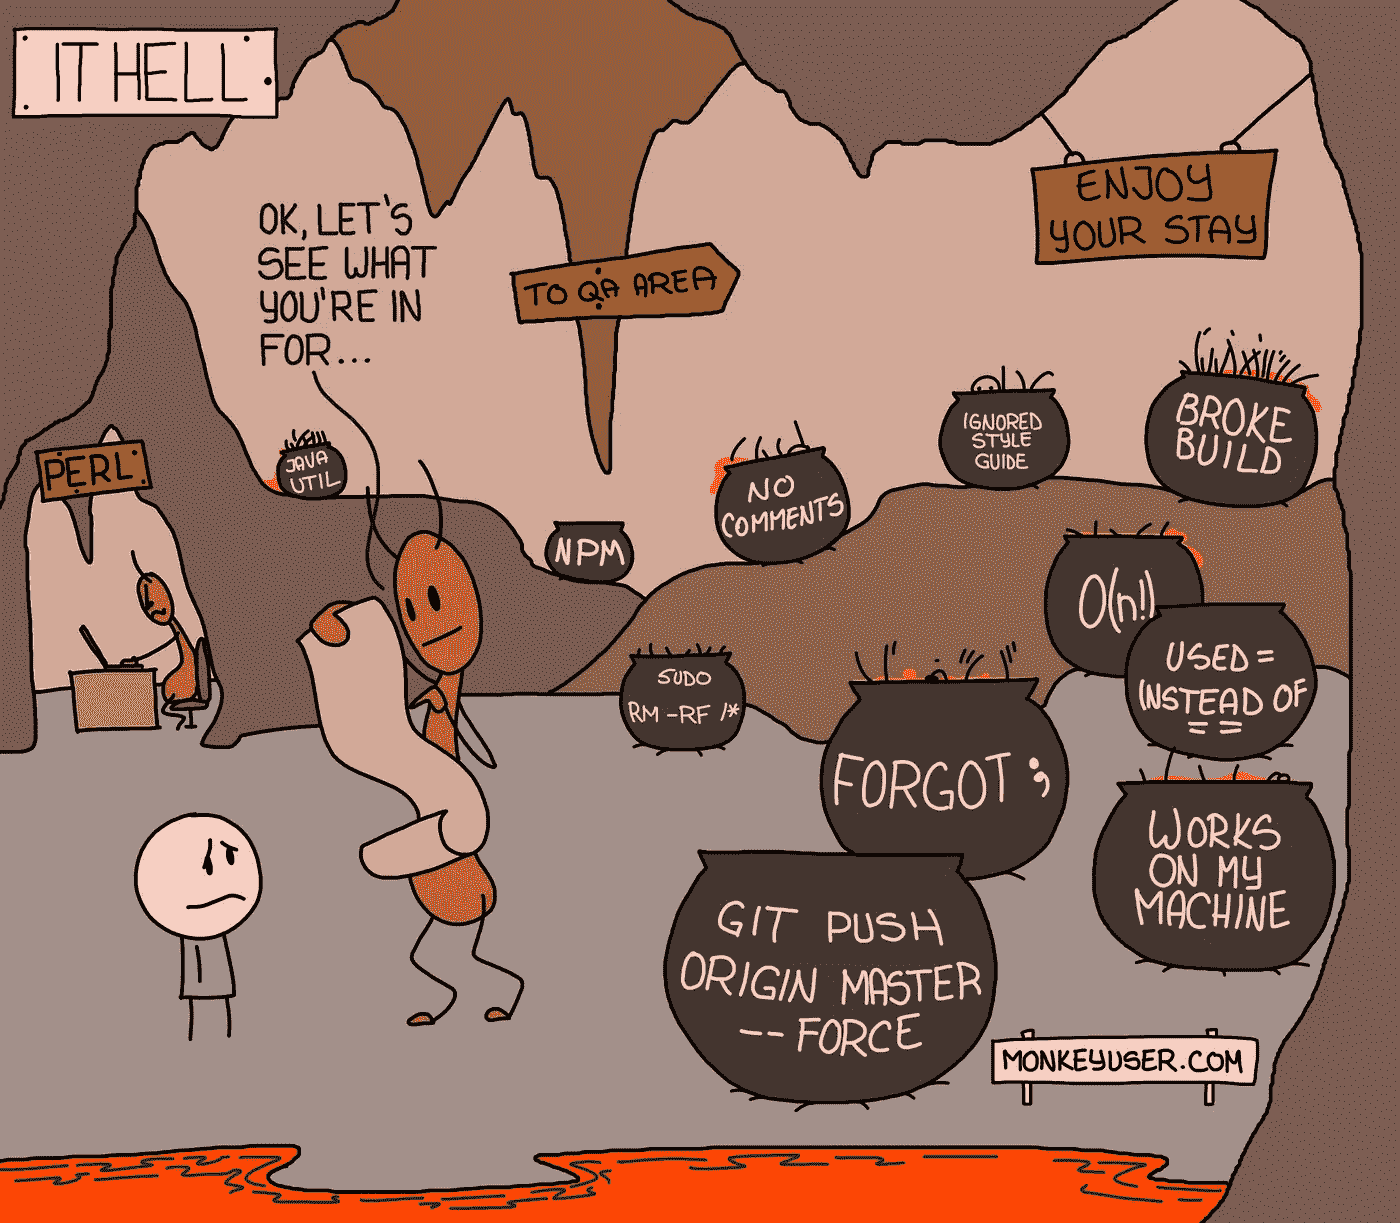 IT HELL
ENJOY
YOUR STAY
OK, LET'S
SEE WHAT
YOU'RE IN
FOR...
TO QA AREA
PERL
JAVA
UTIL
NPM
NO
COMMENTS
IGNORED
STYLE
GUIDE
BROKE
BUILD
O(n!)
USED =
INSTEAD OF
==
SUDO
RM -RF /*
FORGOT ;
WORKS
ON MY
MACHINE
GIT PUSH
ORIGIN MASTER
-- FORCE
MONKEYUSER.COM